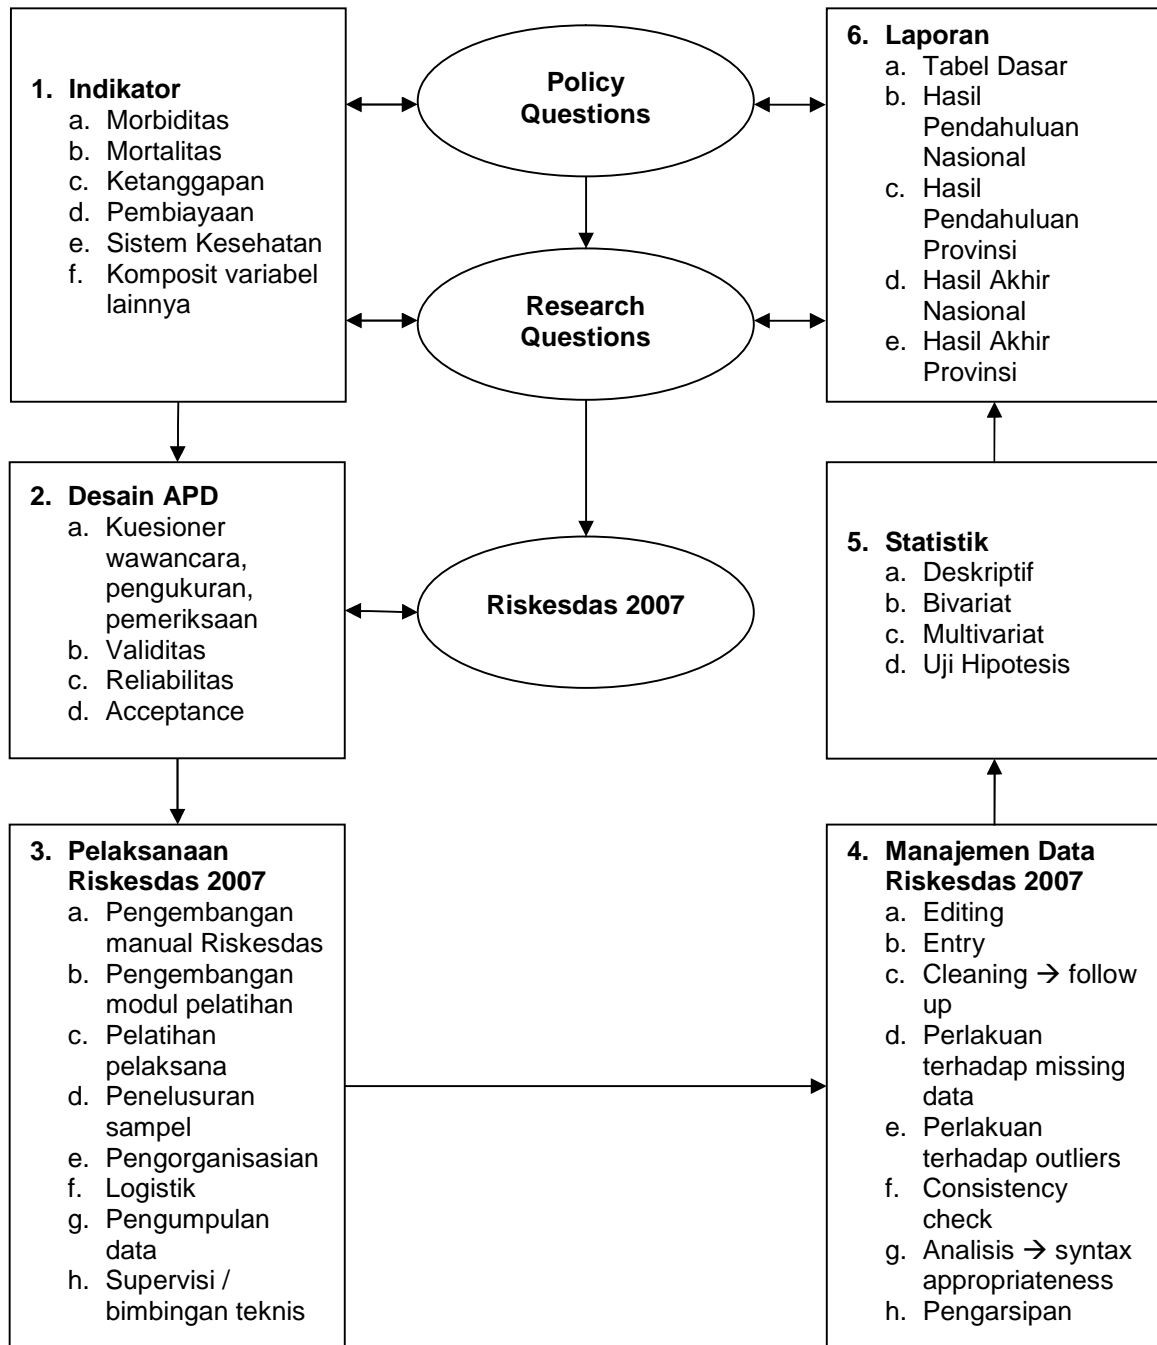 1. Indikator
a. Morbiditas
b. Mortalitas
c. Ketanggapan
d. Pembiayaan
e. Sistem Kesehatan
f. Komposit variabel
lainnya
Policy
Questions
Research
Questions
Riskesdas 2007
2. Desain APD
a. Kuesioner
wawancara,
pengukuran,
pemeriksaan
b. Validitas
c. Reliabilitas
d. Acceptance
3. Pelaksanaan
Riskesdas 2007
a. Pengembangan
manual Riskesdas
b. Pengembangan
modul pelatihan
c. Pelatihan
pelaksana
d. Penelusuran
sampel
e. Pengorganisasian
f. Logistik
g. Pengumpulan
data
h. Supervisi /
bimbingan teknis
4. Manajemen Data
Riskesdas 2007
a. Editing
b. Entry
c. Cleaning → follow
up
d. Perlakuan
terhadap missing
data
e. Perlakuan
terhadap outliers
f. Consistency
check
g. Analisis → syntax
appropriateness
h. Pengarsipan
5. Statistik
a. Deskriptif
b. Bivariat
c. Multivariat
d. Uji Hipotesis
6. Laporan
a. Tabel Dasar
b. Hasil
Pendahuluan
Nasional
c. Hasil
Pendahuluan
Provinsi
d. Hasil Akhir
Nasional
e. Hasil Akhir
Provinsi